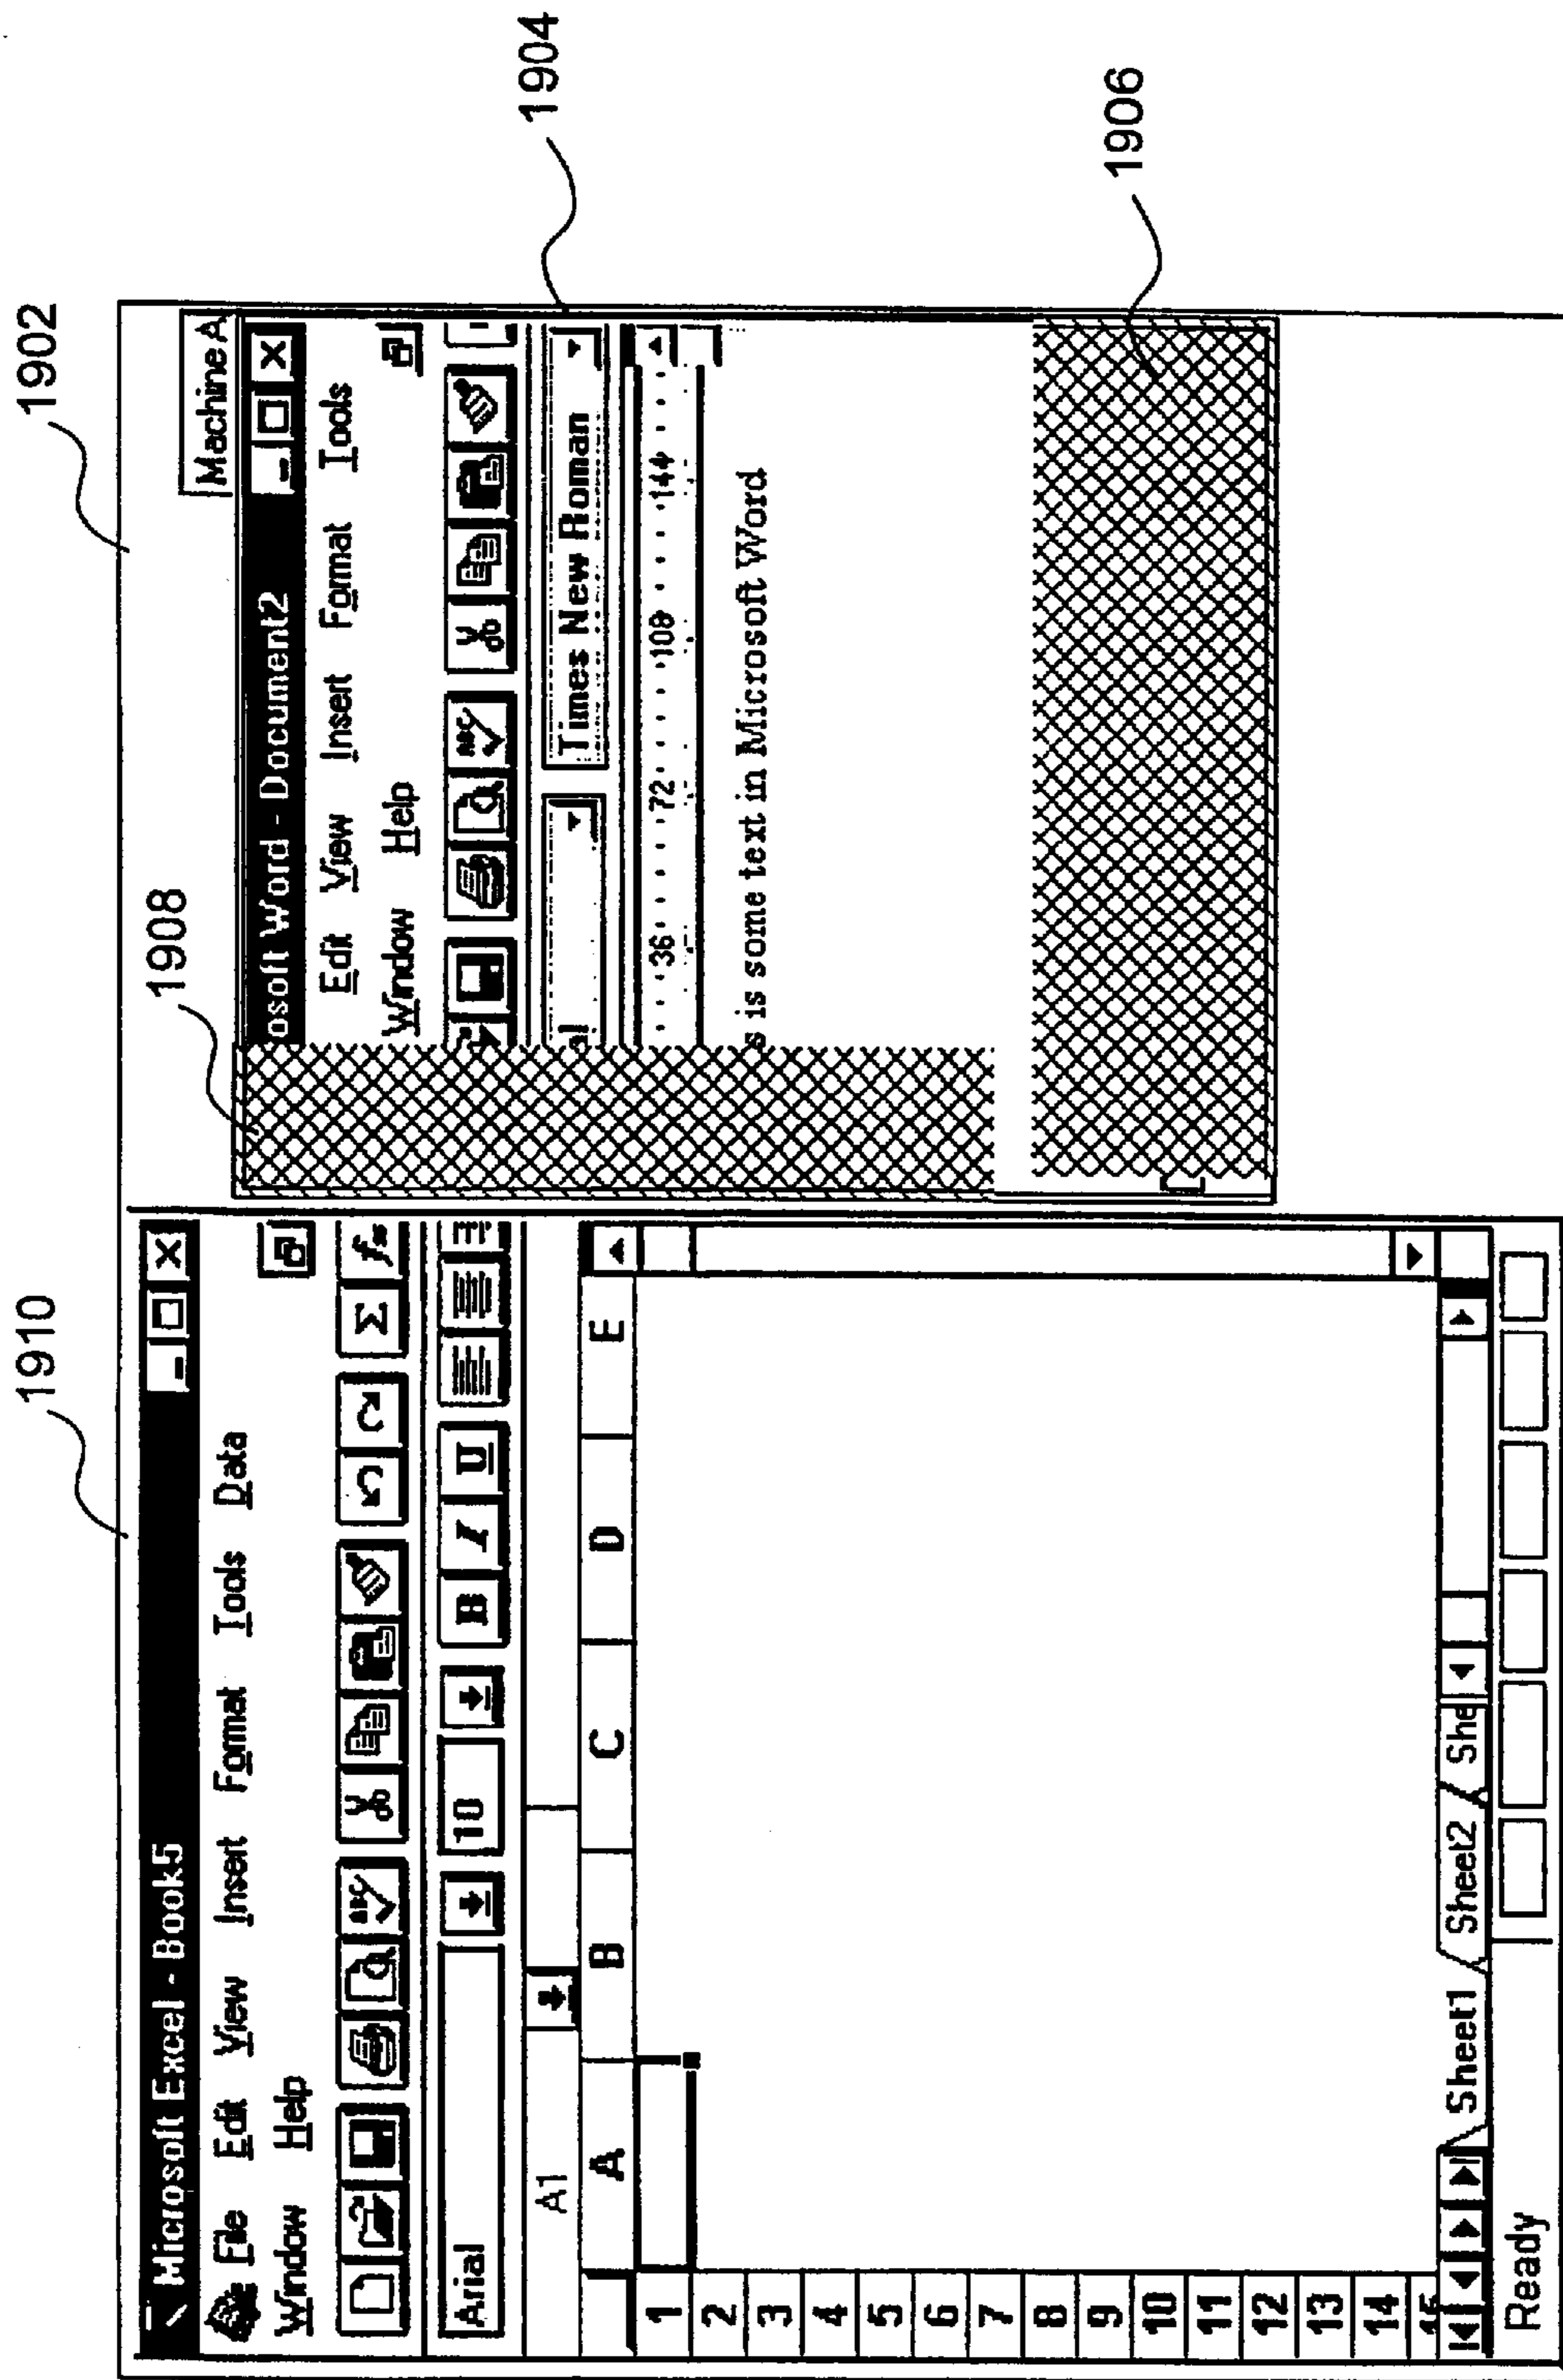 1910
1902
1908
1904
1906
Microsoft Excel - Book5
File Edit View Insert Format Tools Data
Window Help
Arial 10 B I U
A1
A B C D E
1
2
3
4
5
6
7
8
9
10
11
12
13
14
15
Sheet1 Sheet2 She
Ready
Machine A
osoft Word - Document2
Edit View Insert Format Tools
Window Help
ABC
al Times New Roman
36 72 108 144
s is some text in Microsoft Word